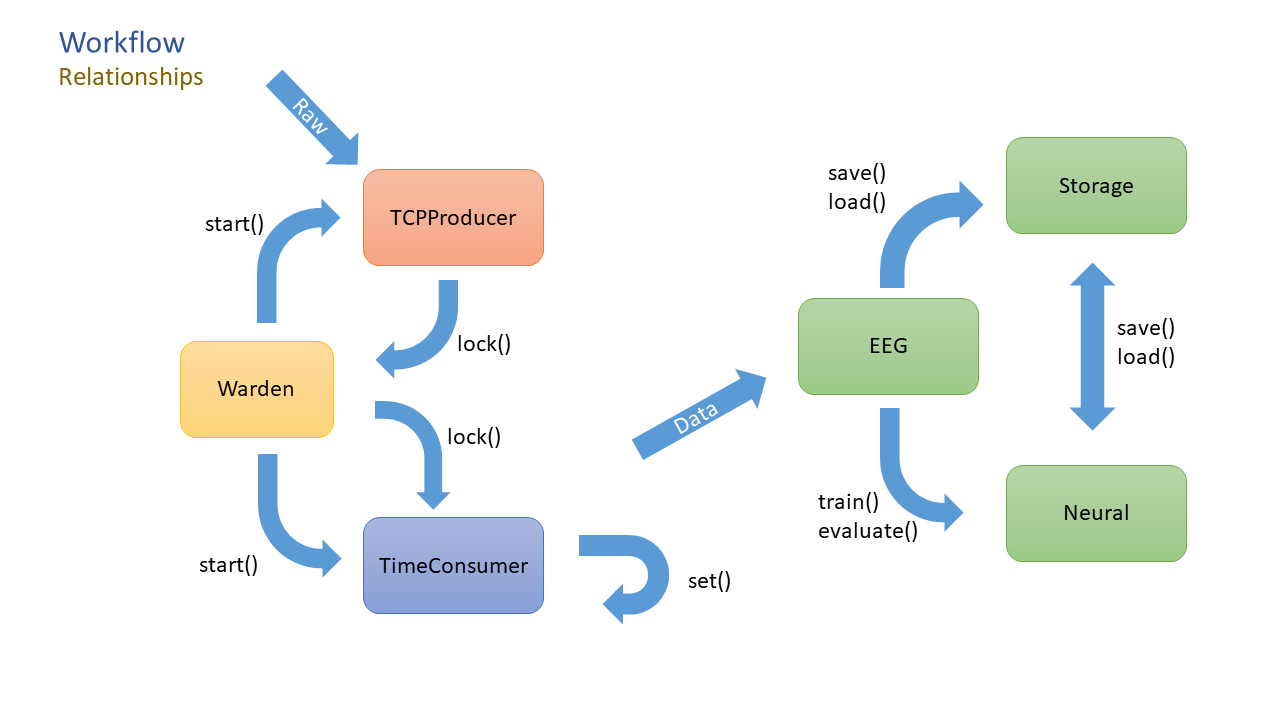 Workflow
Relationships
Raw
start()
TCPProducer
lock()
Warden
lock()
start()
TimeConsumer
set()
Data
save()
load()
Storage
EEG
save()
load()
train()
evaluate()
Neural